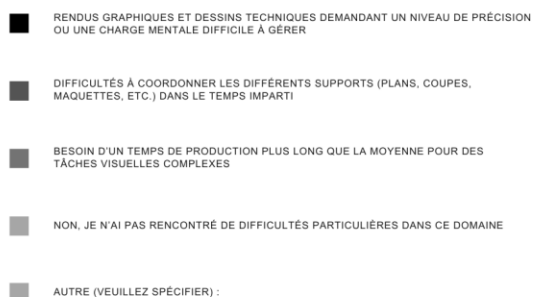 RENDUS GRAPHIQUES ET DESSINS TECHNIQUES DEMANDANT UN NIVEAU DE PRÉCISION
OU UNE CHARGE MENTALE DIFFICILE À GÉRER
DIFFICULTÉS À COORDONNER LES DIFFÉRENTS SUPPORTS (PLANS, COUPES,
MAQUETTES, ETC.) DANS LE TEMPS IMPARTI
BESOIN D'UN TEMPS DE PRODUCTION PLUS LONG QUE LA MOYENNE POUR DES
TÂCHES VISUELLES COMPLEXES
NON, JE N'AI PAS RENCONTRÉ DE DIFFICULTÉS PARTICULIÈRES DANS CE DOMAINE
AUTRE (VEUILLEZ SPÉCIFIER) :